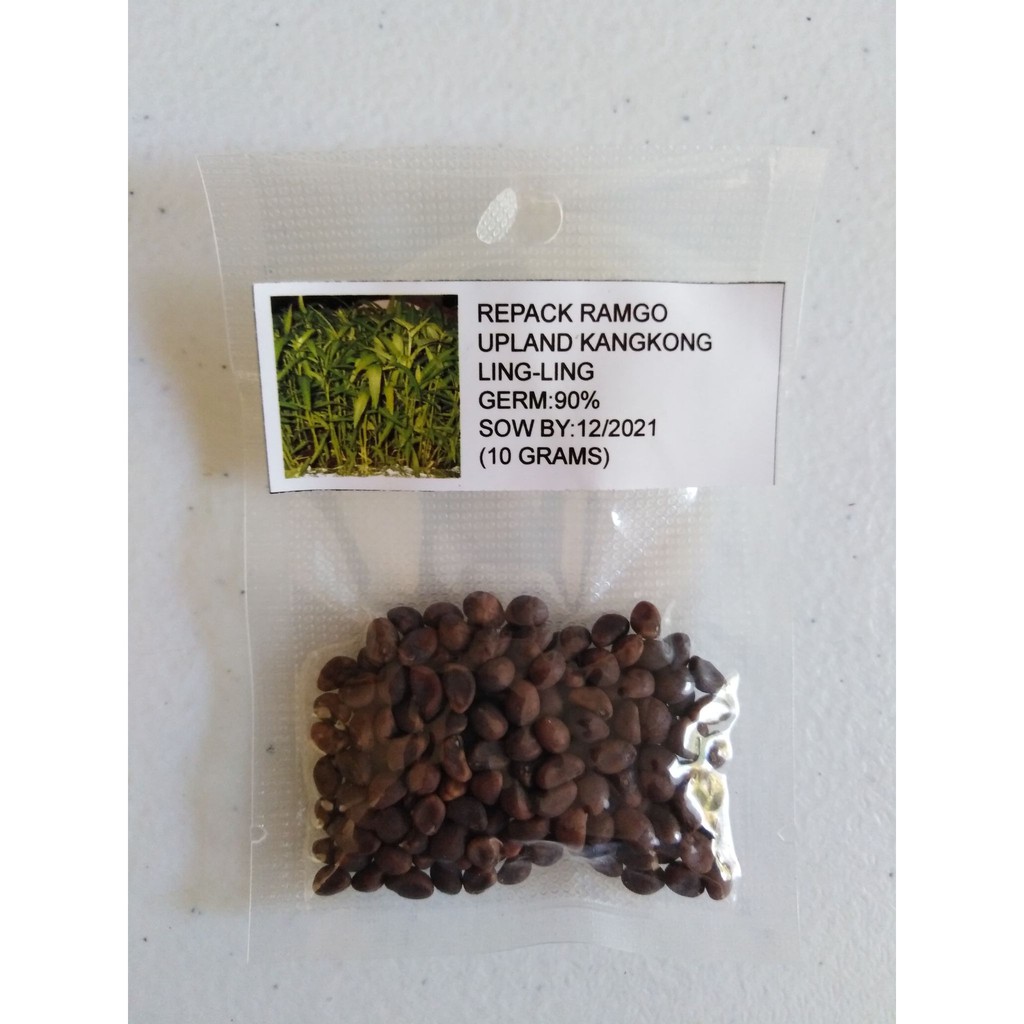 REPACK RAMGO
UPLAND KANGKONG
LING-LING
GERM:90%
SOW BY:12/2021
(10 GRAMS)